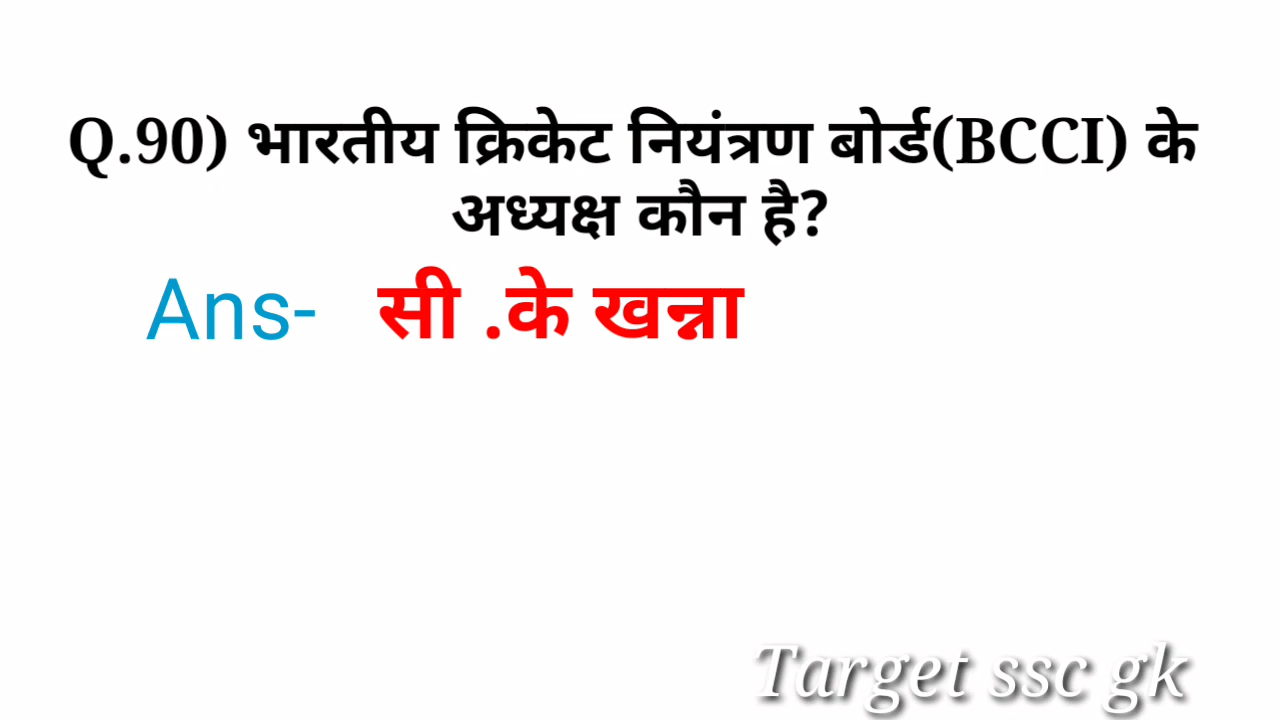 Q.90) भारतीय क्रिकेट नियंत्रण बोर्ड(BCCI) के
अध्यक्ष कौन है?
Ans- सी .के खन्ना
Target ssc gk